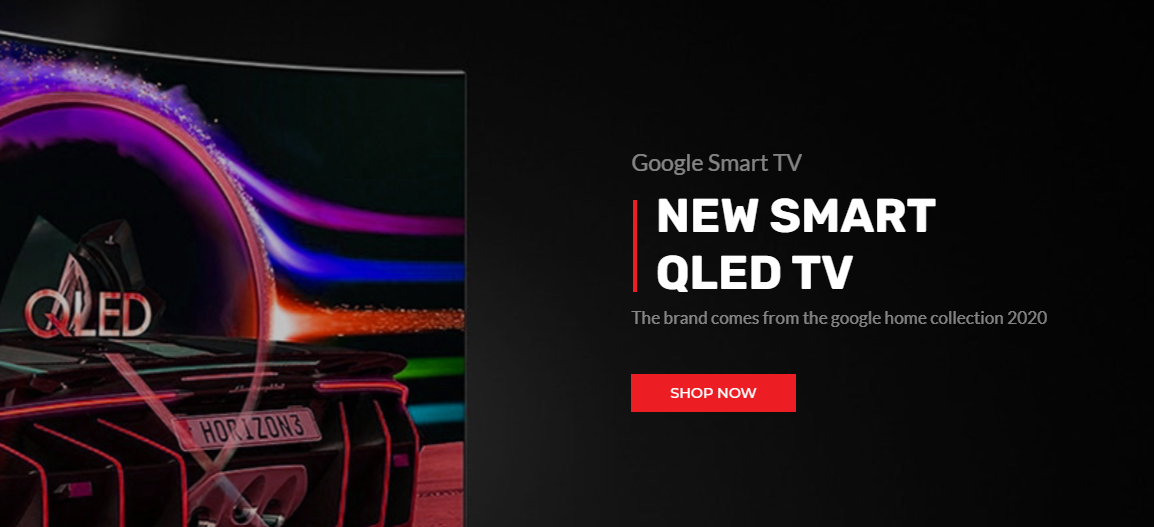 Google Smart TV
NEW SMART
QLED TV
The brand comes from the google home collection 2020
SHOP NOW
QLED
HORIZON3